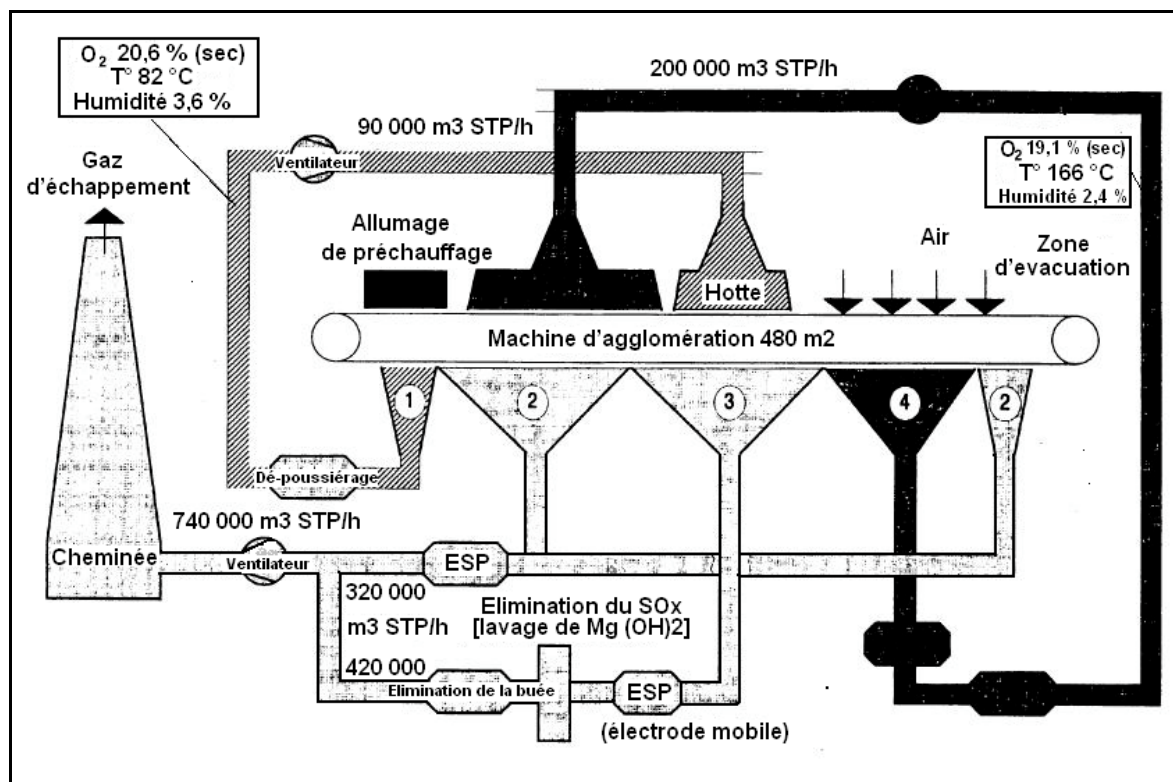 O2 20,6 % (sec)
T° 82 °C
Humidité 3,6 %
200 000 m3 STP/h
90 000 m3 STP/h
Ventilateur
O2 19,1 % (sec)
T° 166 °C
Humidité 2,4 %
Gaz
d'échappement
Allumage
de préchauffage
Hotte
Air
Zone
d'evacuation
Machine d'agglomération 480 m2
1
2
3
4
2
Dé-poussiérage
740 000 m3 STP/h
Cheminée
Ventilateur
ESP
320 000
m3 STP/h
420 000
Elimination du SOx
[lavage de Mg (OH)2]
Elimination de la buée
ESP
(électrode mobile)